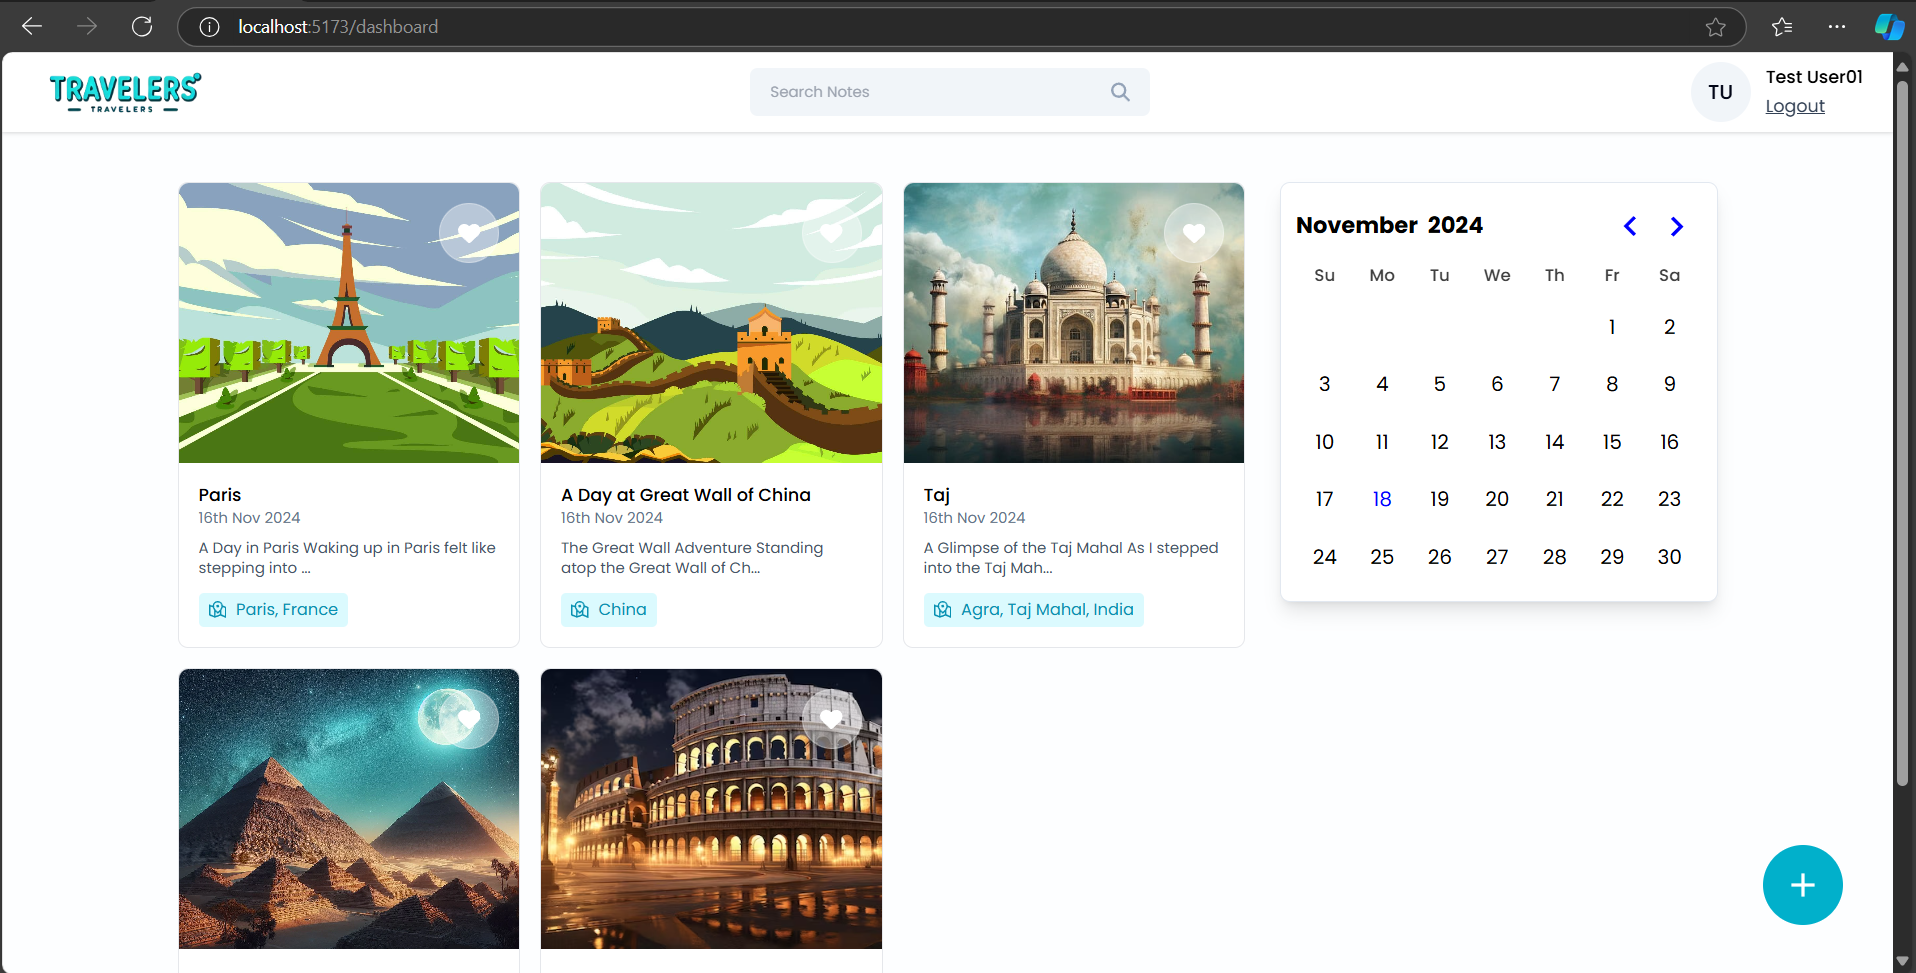 localhost:5173/dashboard
TRAVELERS
TRAVELERS
Search Notes
TU
Test User01
Logout
Paris
16th Nov 2024
A Day in Paris Waking up in Paris felt like
stepping into ...
Paris, France
A Day at Great Wall of China
16th Nov 2024
The Great Wall Adventure Standing
atop the Great Wall of Ch...
China
Taj
16th Nov 2024
A Glimpse of the Taj Mahal As I stepped
into the Taj Mah...
Agra, Taj Mahal, India
November 2024
Su Mo Tu We Th Fr Sa
1 2
3 4 5 6 7 8 9
10 11 12 13 14 15 16
17 18 19 20 21 22 23
24 25 26 27 28 29 30